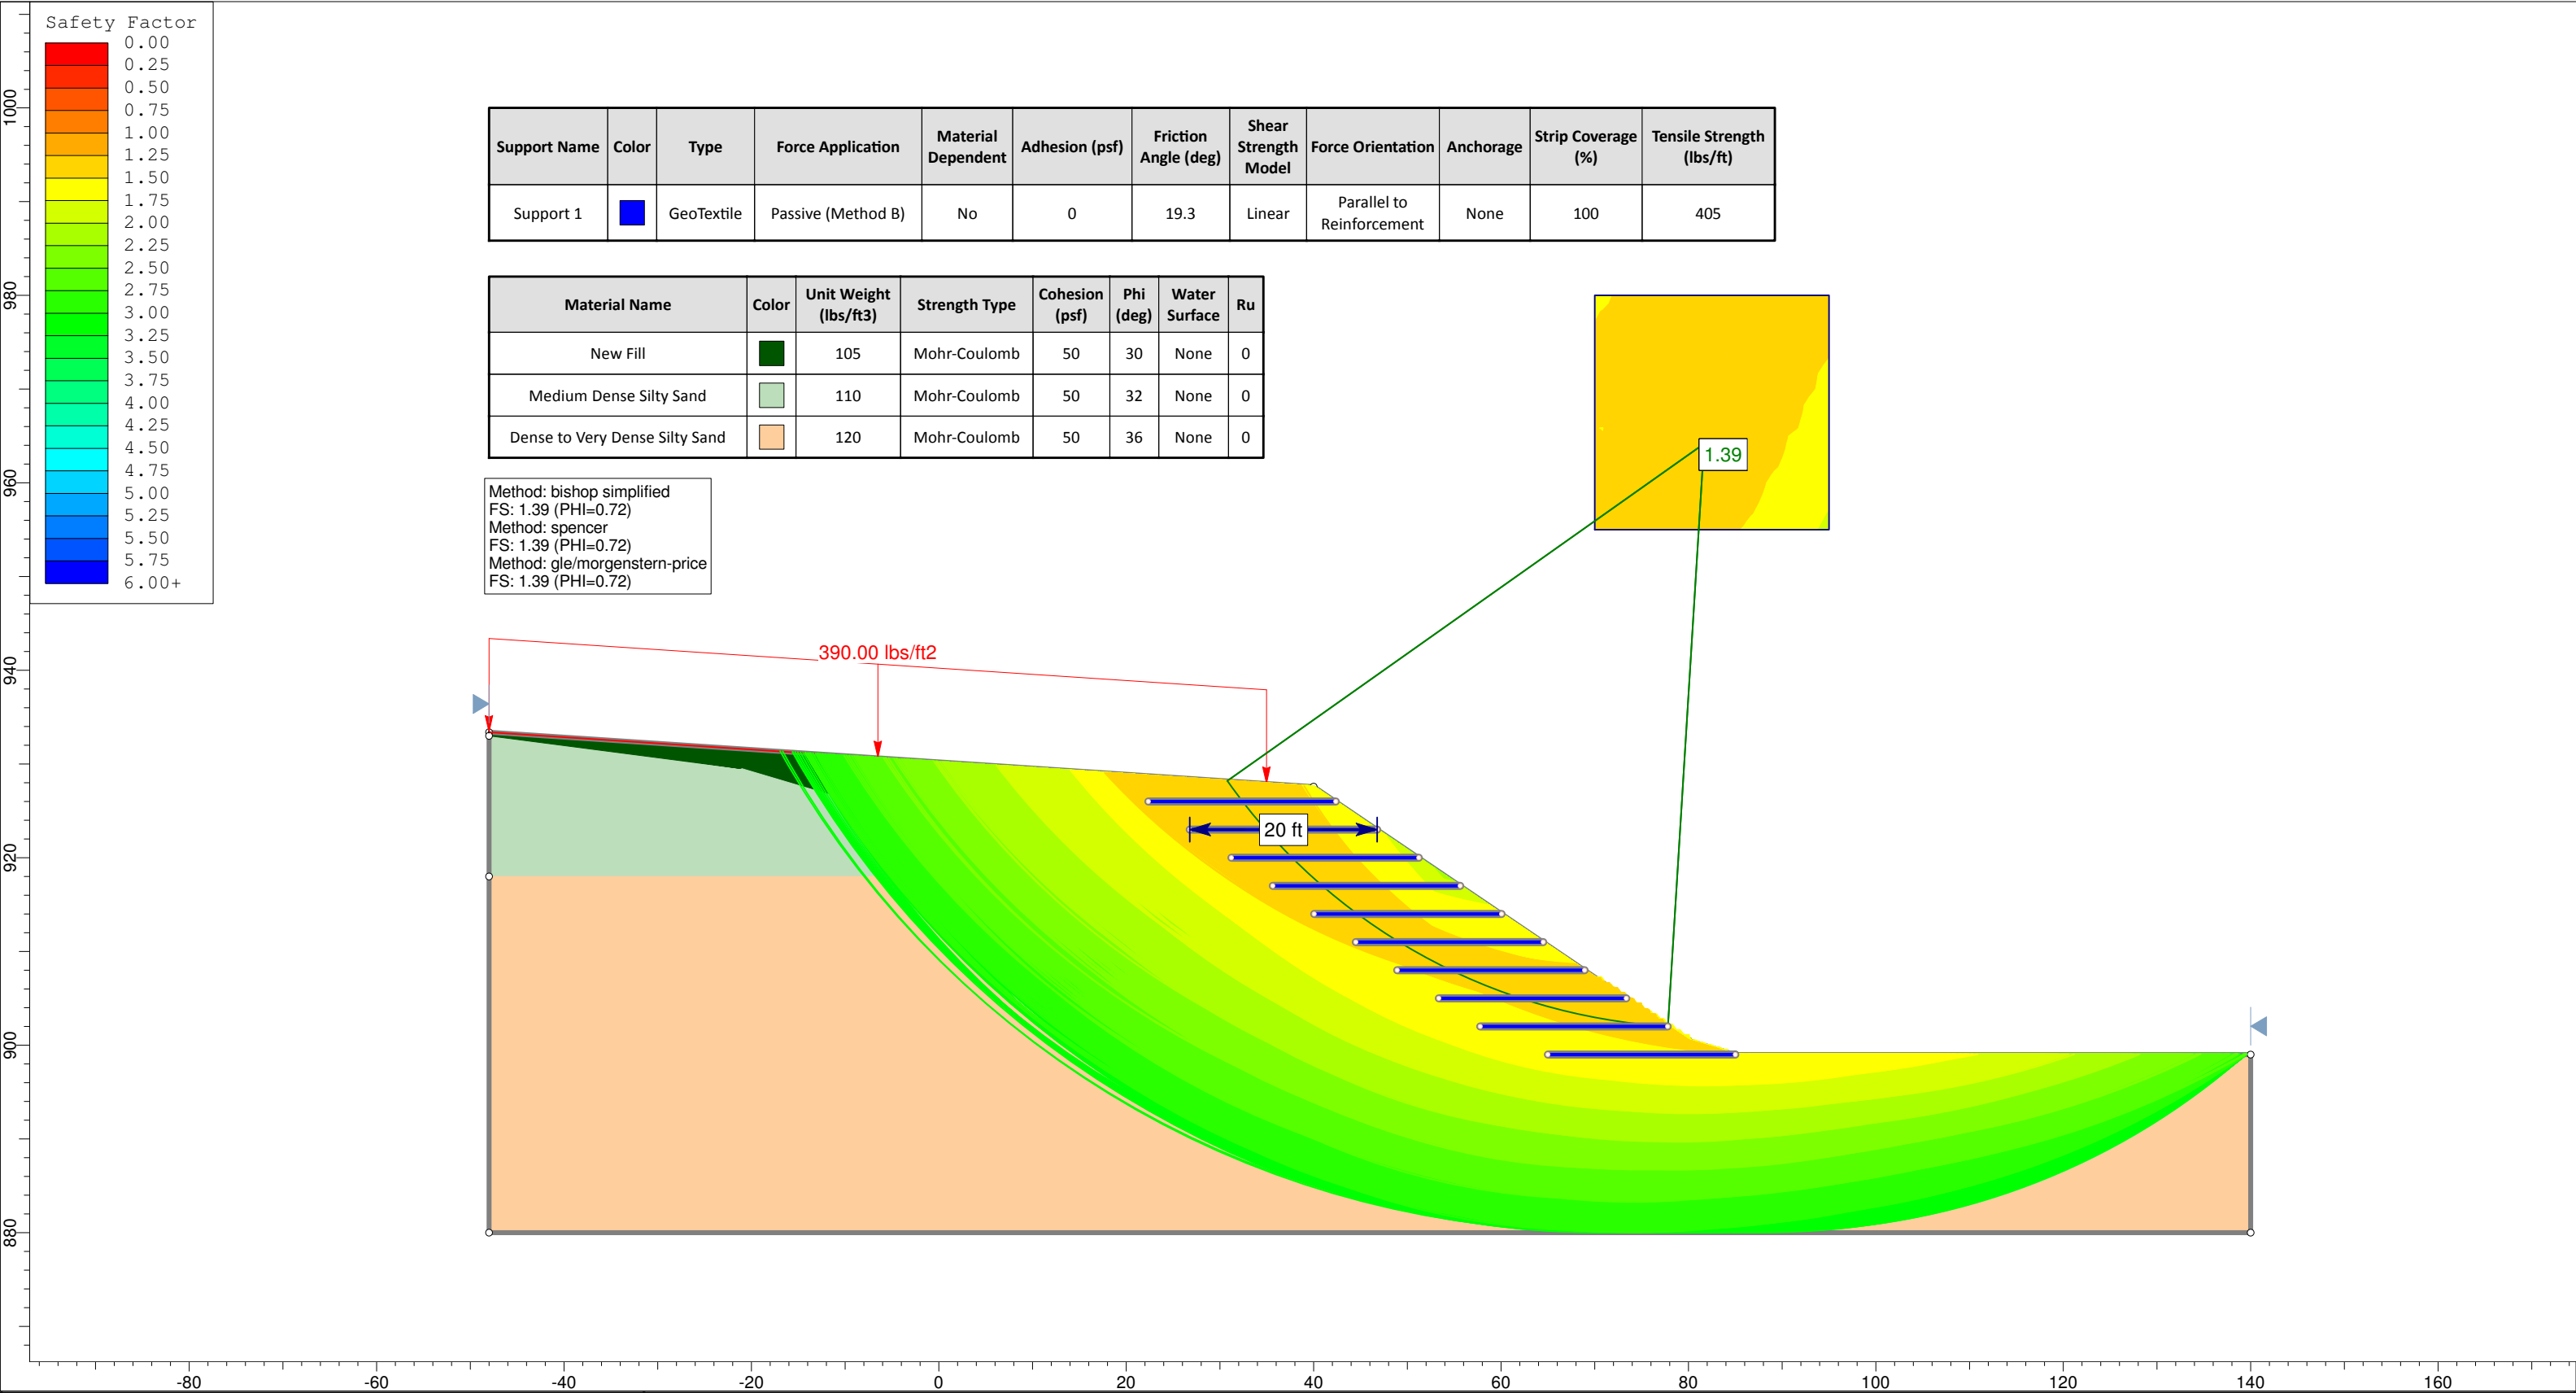 Safety Factor
0.00
0.25
0.50
0.75
1.00
1.25
1.50
1.75
2.00
2.25
2.50
2.75
3.00
3.25
3.50
3.75
4.00
4.25
4.50
4.75
5.00
5.25
5.50
5.75
6.00+
Support Name Color Type Force Application Material Dependent Adhesion (psf) Friction Angle (deg) Shear Strength Model Force Orientation Anchorage Strip Coverage (%) Tensile Strength (lbs/ft)
Support 1 GeoTextile Passive (Method B) No 0 19.3 Linear Parallel to Reinforcement None 100 405
Material Name Color Unit Weight (lbs/ft3) Strength Type Cohesion (psf) Phi (deg) Water Surface Ru
New Fill 105 Mohr-Coulomb 50 30 None 0
Medium Dense Silty Sand 110 Mohr-Coulomb 50 32 None 0
Dense to Very Dense Silty Sand 120 Mohr-Coulomb 50 36 None 0
Method: bishop simplified
FS: 1.39 (PHI=0.72)
Method: spencer
FS: 1.39 (PHI=0.72)
Method: gle/morgenstern-price
FS: 1.39 (PHI=0.72)
1.39
390.00 lbs/ft2
20 ft
1000
980
960
940
920
900
880
-80 -60 -40 -20 0 20 40 60 80 100 120 140 160